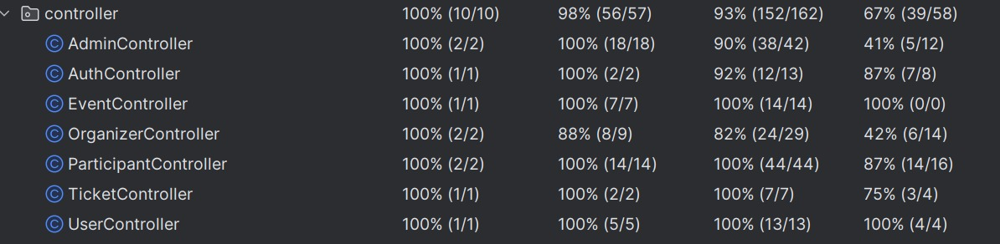 controller 100% (10/10) 98% (56/57) 93% (152/162) 67% (39/58)
AdminController 100% (2/2) 100% (18/18) 90% (38/42) 41% (5/12)
AuthController 100% (1/1) 100% (2/2) 92% (12/13) 87% (7/8)
EventController 100% (1/1) 100% (7/7) 100% (14/14) 100% (0/0)
OrganizerController 100% (2/2) 88% (8/9) 82% (24/29) 42% (6/14)
ParticipantController 100% (2/2) 100% (14/14) 100% (44/44) 87% (14/16)
TicketController 100% (1/1) 100% (2/2) 100% (7/7) 75% (3/4)
UserController 100% (1/1) 100% (5/5) 100% (13/13) 100% (4/4)